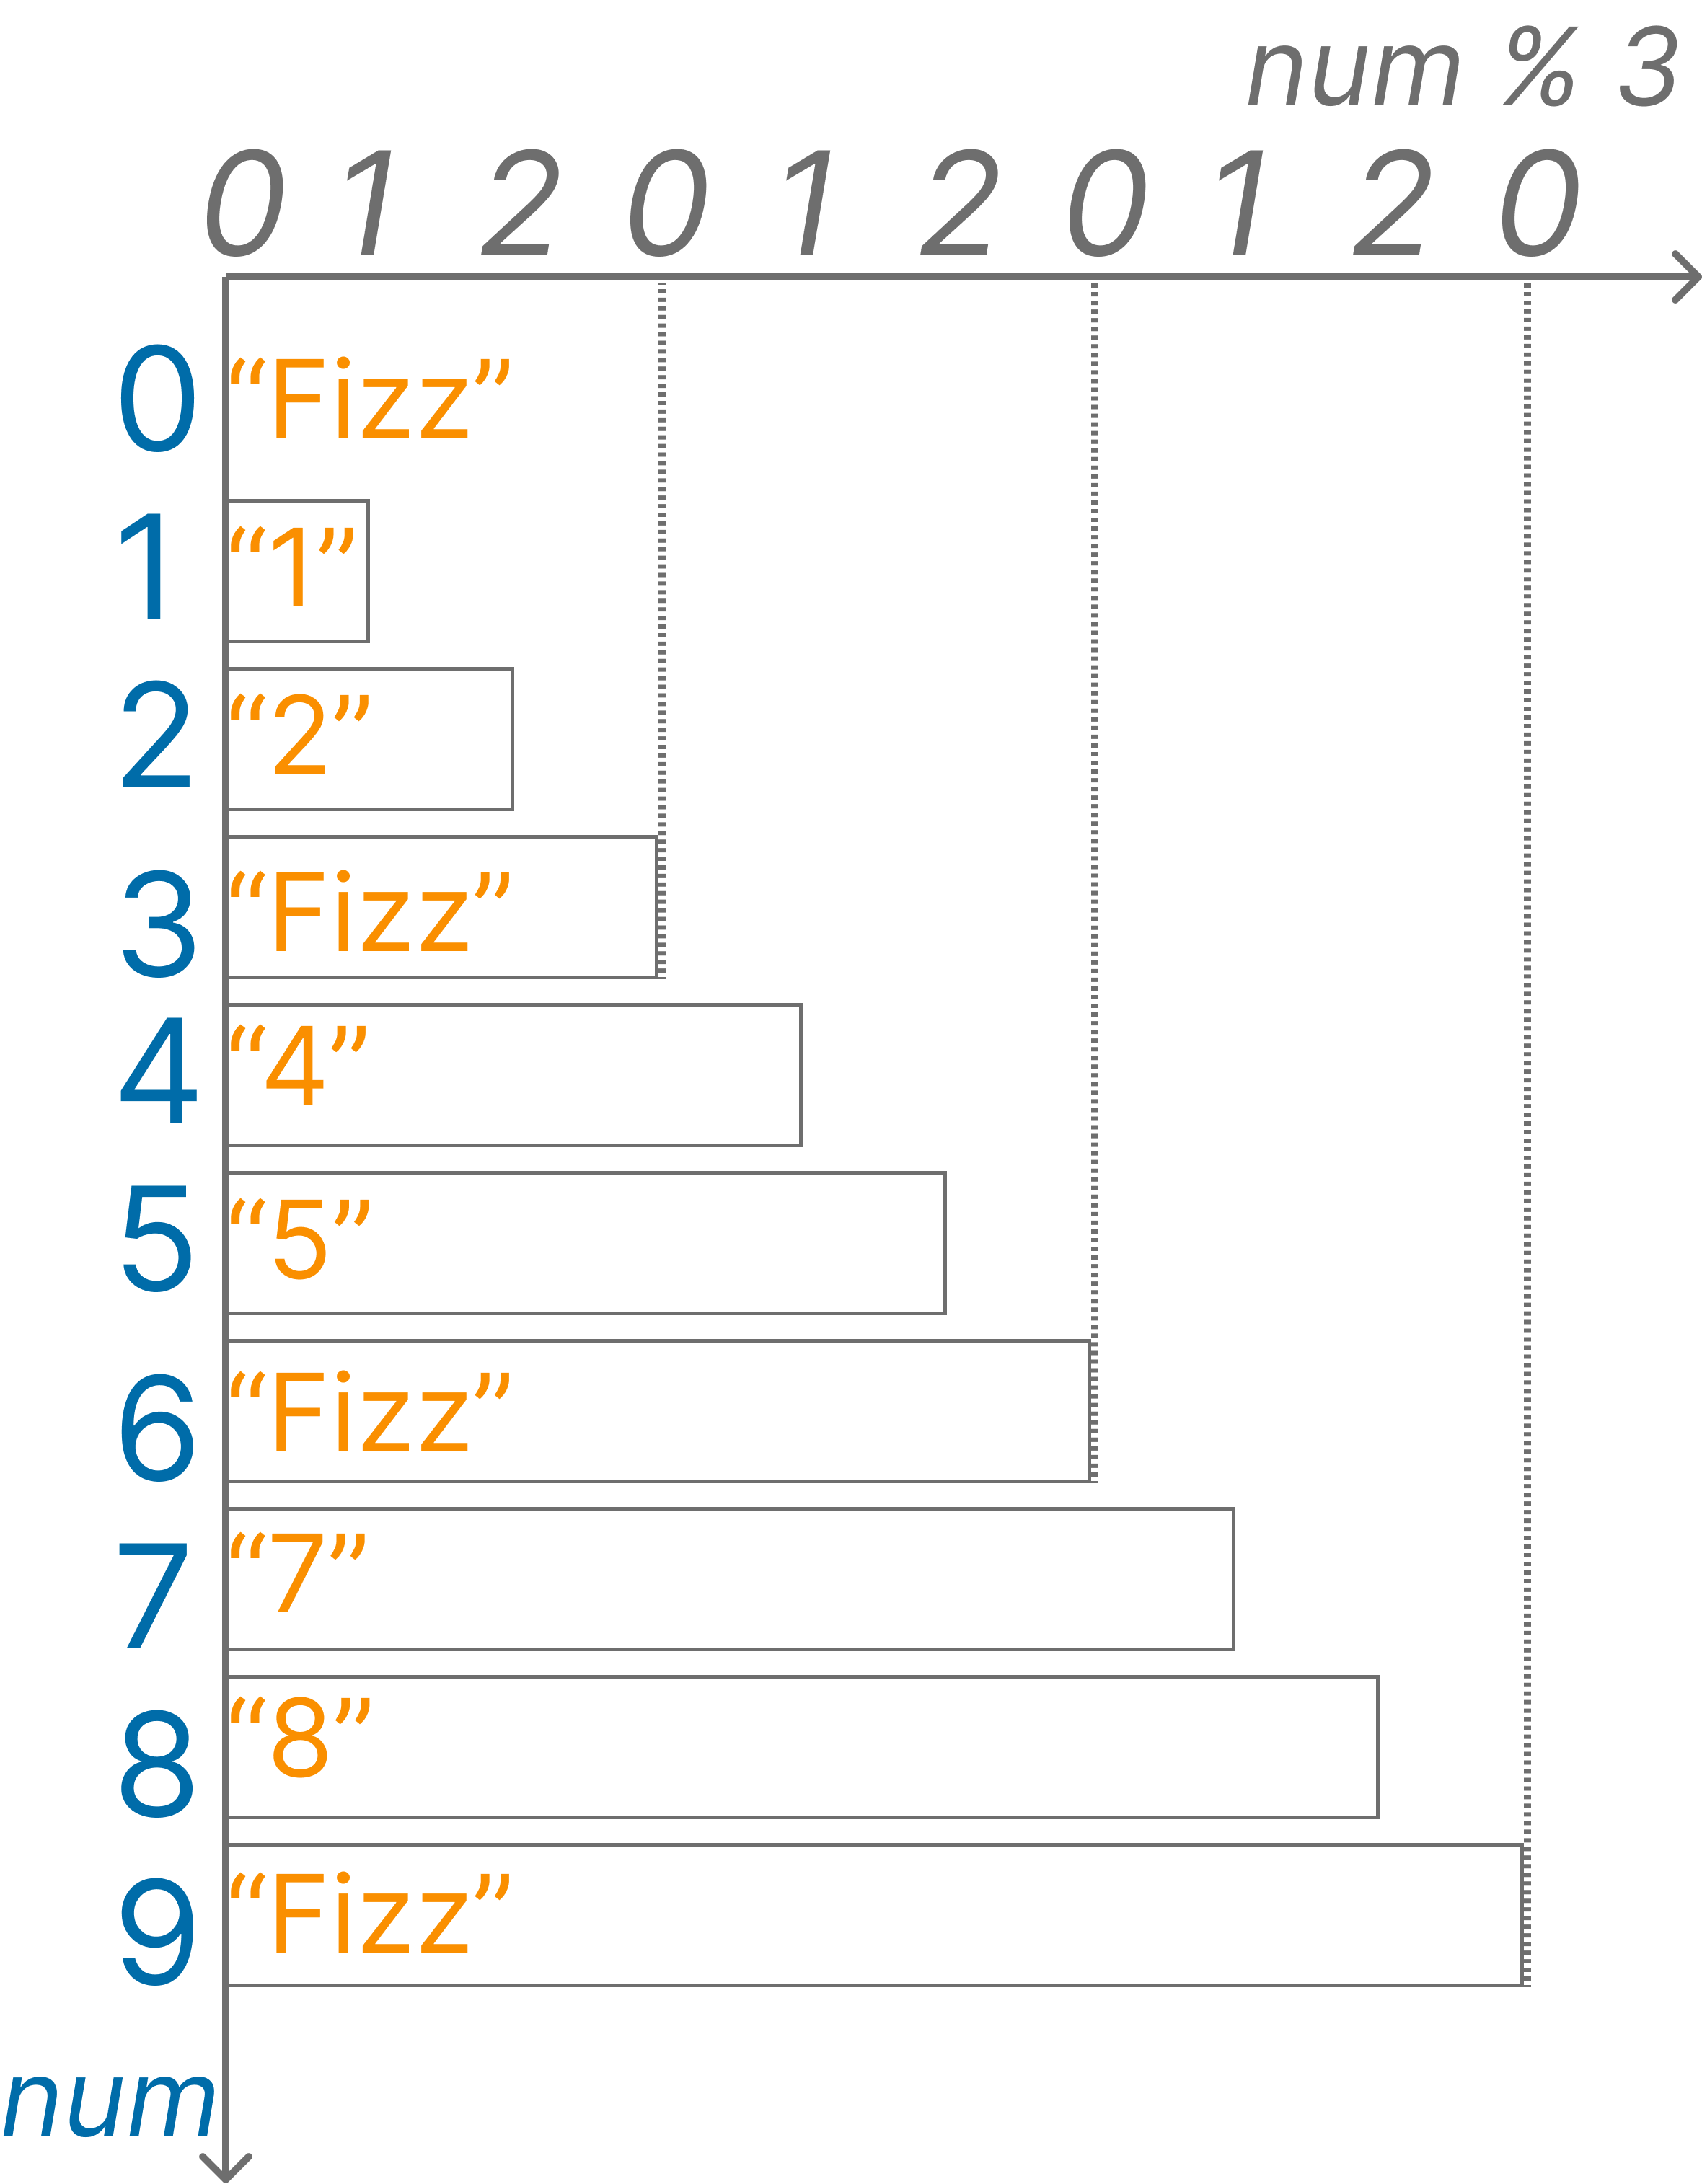 num % 3
0 1 2 0 1 2 0 1 2 0
0 “Fizz”
1 “1”
2 “2”
3 “Fizz”
4 “4”
5 “5”
6 “Fizz”
7 “7”
8 “8”
9 “Fizz”
num